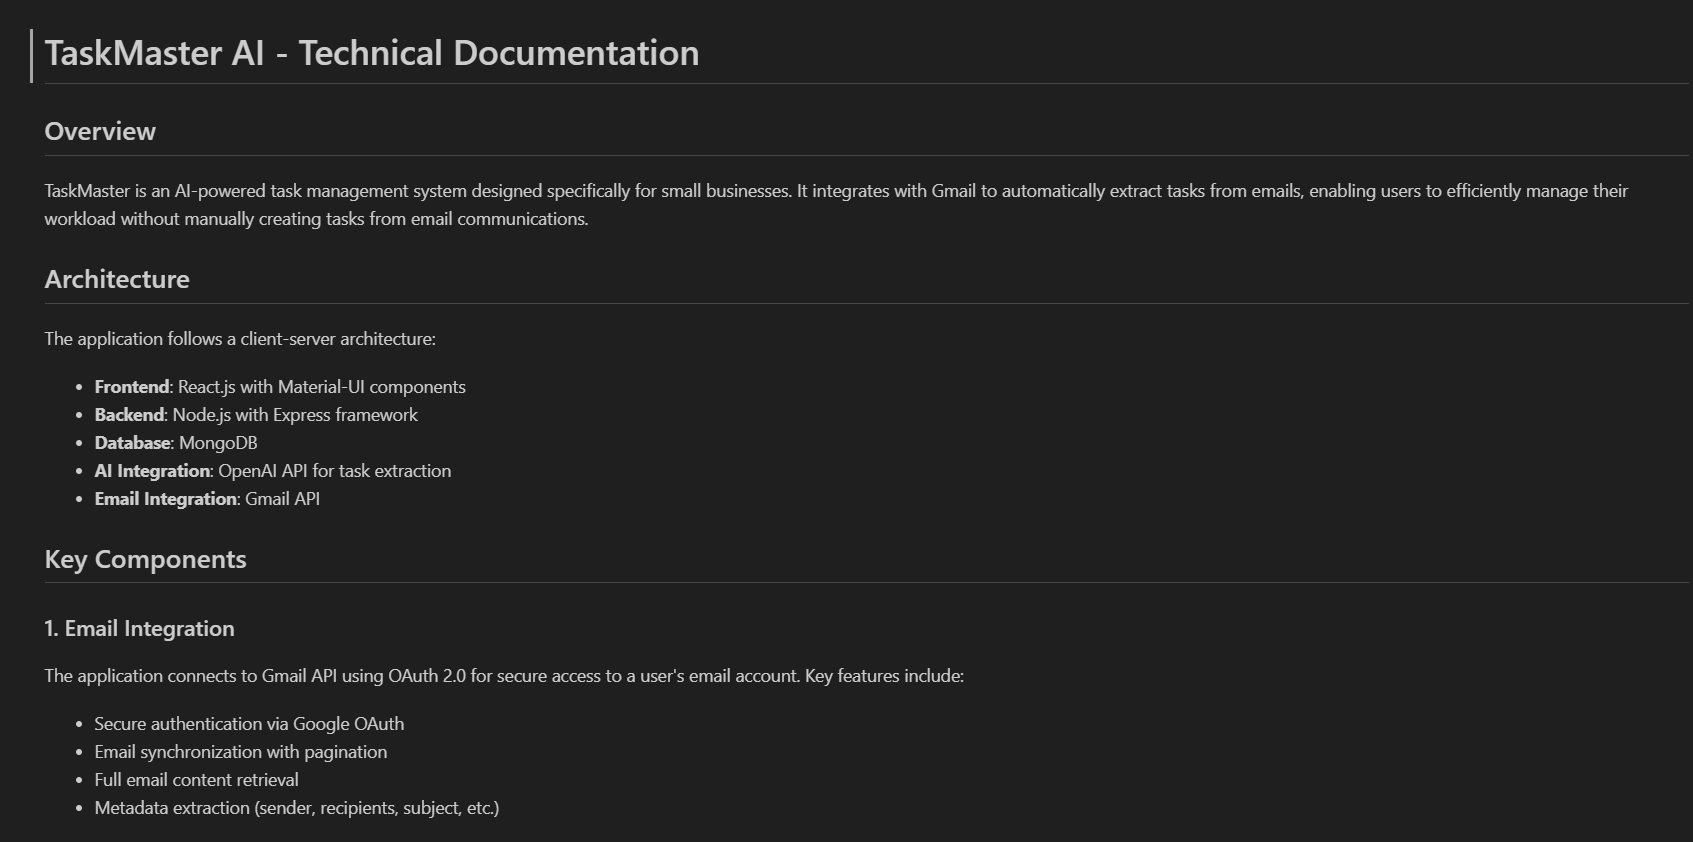 TaskMaster AI - Technical Documentation
Overview
TaskMaster is an AI-powered task management system designed specifically for small businesses. It integrates with Gmail to automatically extract tasks from emails, enabling users to efficiently manage their
workload without manually creating tasks from email communications.
Architecture
The application follows a client-server architecture:
• Frontend: React.js with Material-UI components
• Backend: Node.js with Express framework
• Database: MongoDB
• AI Integration: OpenAI API for task extraction
• Email Integration: Gmail API
Key Components
1. Email Integration
The application connects to Gmail API using OAuth 2.0 for secure access to a user's email account. Key features include:
• Secure authentication via Google OAuth
• Email synchronization with pagination
• Full email content retrieval
• Metadata extraction (sender, recipients, subject, etc.)